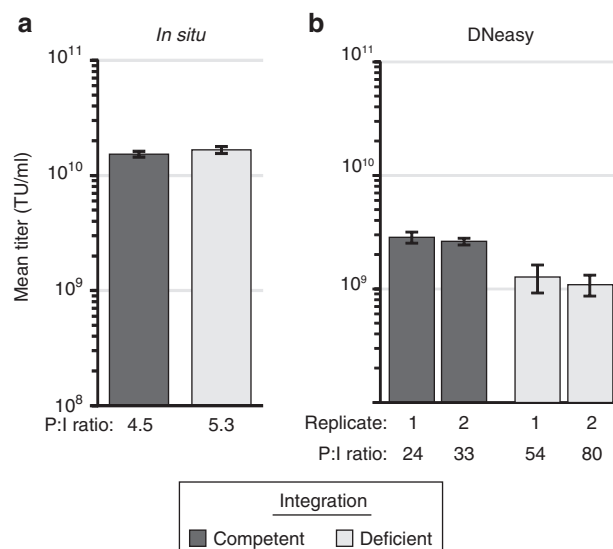 a
In situ
b
DNeasy
Mean titer (TU/ml)
10^11
10^10
10^9
10^8
10^11
10^10
10^9
P:I ratio: 4.5 5.3
Replicate: 1 2 1 2
P:I ratio: 24 33 54 80
Integration
Competent Deficient